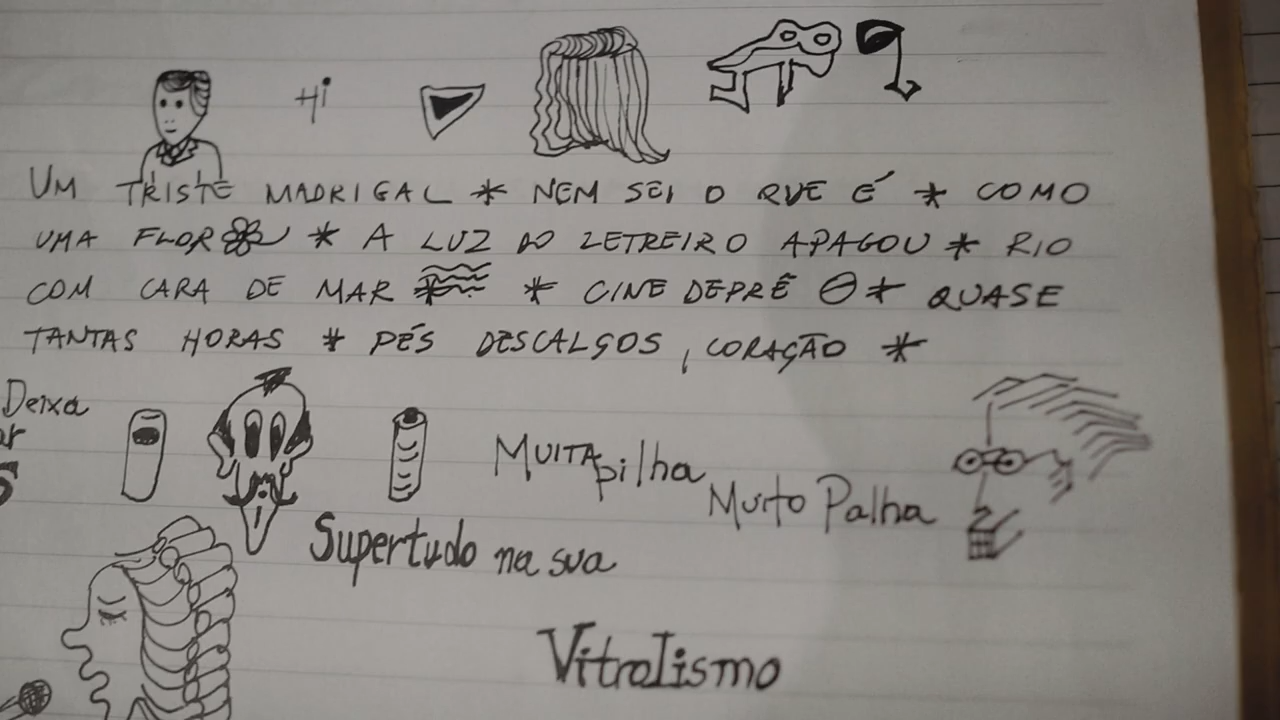 Hi
UM TRISTE MADRIGAL * NEM SEI O QUE É * COMO
UMA FLOR * A LUZ DO LETREIRO APAGOU * RIO
COM CARA DE MAR * CINE DEPRÊ * QUASE
TANTAS HORAS * PÉS DESCALÇOS, CORAÇÃO *
Deixa
MUITA pilha
MUITO Palha
Supertudo na sua
Vitrolismo